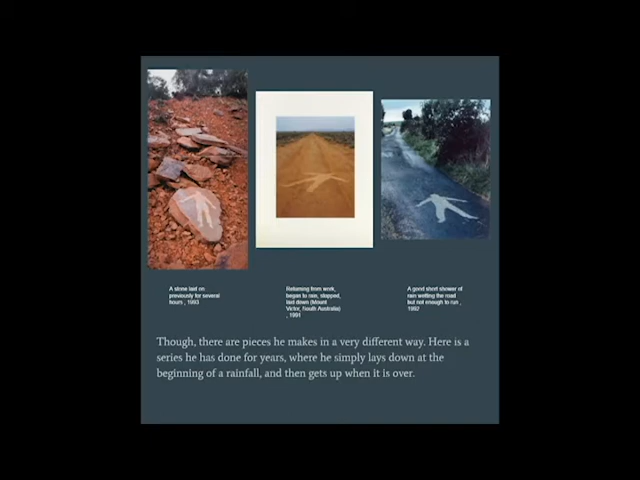 A stone laid on
previously for several
hours , 1993
Returning from work,
began to rain, stopped,
laid down (Mount
Victor, South Australia)
, 1991
A good short shower of
rain wetting the road
but not enough to run ,
1992
Though, there are pieces he makes in a very different way. Here is a
series he has done for years, where he simply lays down at the
beginning of a rainfall, and then gets up when it is over.